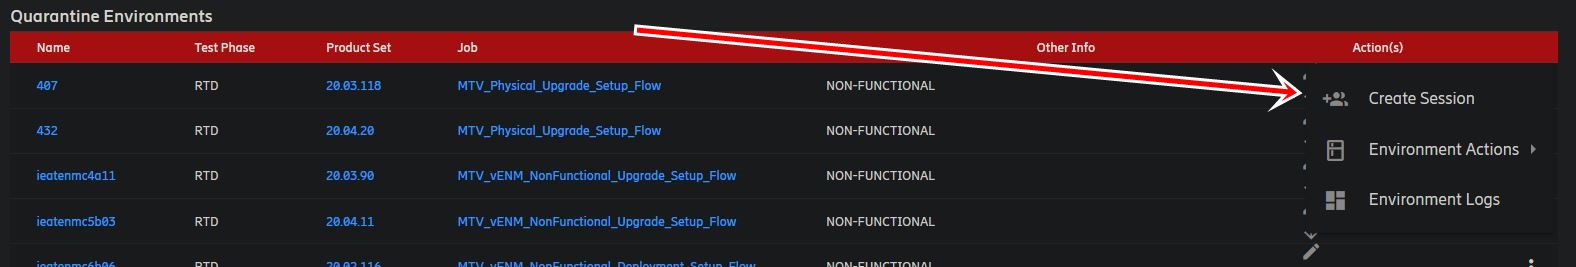 Quarantine Environments
Name Test Phase Product Set Job Other Info Action(s)
407 RTD 20.03.118 MTV_Physical_Upgrade_Setup_Flow NON-FUNCTIONAL
Create Session
432 RTD 20.04.20 MTV_Physical_Upgrade_Setup_Flow NON-FUNCTIONAL
Environment Actions
ieatenmc4a11 RTD 20.03.90 MTV_vENM_NonFunctional_Upgrade_Setup_Flow NON-FUNCTIONAL
Environment Logs
ieatenmc5b03 RTD 20.04.11 MTV_vENM_NonFunctional_Upgrade_Setup_Flow NON-FUNCTIONAL
ieatenmc6b06 RTD 20.02.116 MTV_vENM_NonFunctional_Deployment_Setup_Flow NON-FUNCTIONAL